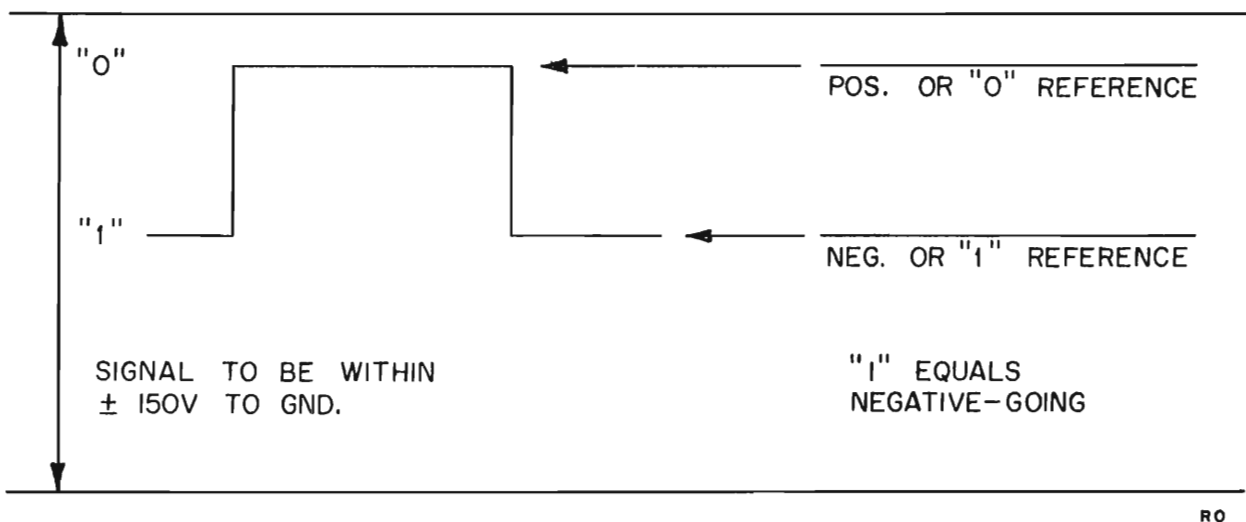 "0"
POS. OR "0" REFERENCE
"1"
NEG. OR "1" REFERENCE
SIGNAL TO BE WITHIN
± 150V TO GND.
"1" EQUALS
NEGATIVE-GOING
RO